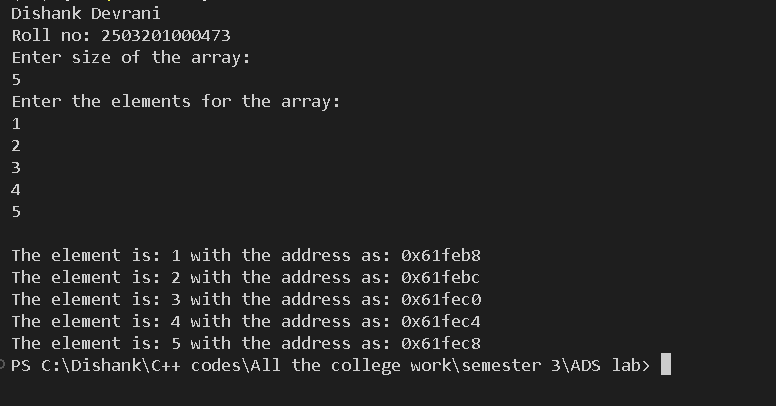 Dishank Devrani
Roll no: 2503201000473
Enter size of the array:
5
Enter the elements for the array:
1
2
3
4
5
The element is: 1 with the address as: 0x61feb8
The element is: 2 with the address as: 0x61febc
The element is: 3 with the address as: 0x61fec0
The element is: 4 with the address as: 0x61fec4
The element is: 5 with the address as: 0x61fec8
PS C:\Dishank\C++ codes\All the college work\semester 3\ADS lab>